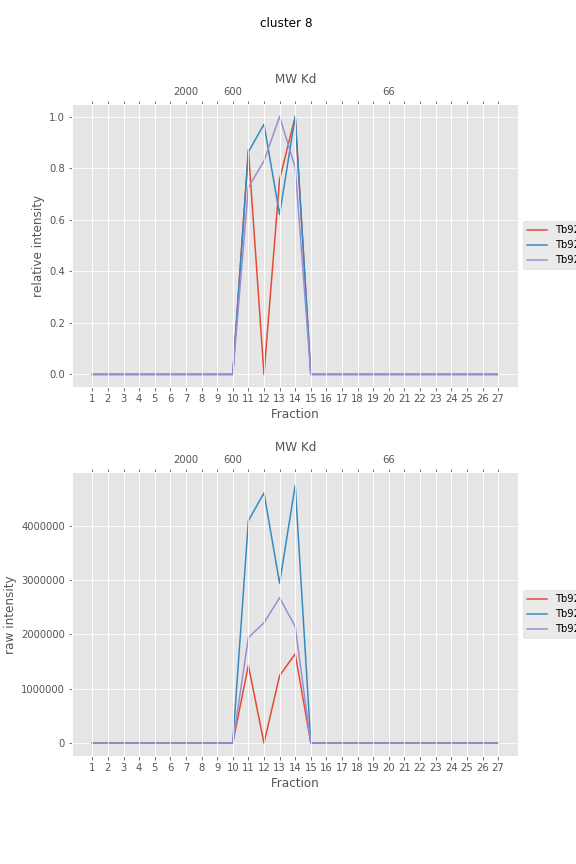 cluster 8
MW Kd
2000 600 66
1.0
0.8
0.6
0.4
0.2
0.0
relative intensity
Tb92
Tb92
Tb92
1 2 3 4 5 6 7 8 9 10 11 12 13 14 15 16 17 18 19 20 21 22 23 24 25 26 27
Fraction
MW Kd
2000 600 66
4000000
3000000
2000000
1000000
0
raw intensity
Tb92
Tb92
Tb92
1 2 3 4 5 6 7 8 9 10 11 12 13 14 15 16 17 18 19 20 21 22 23 24 25 26 27
Fraction